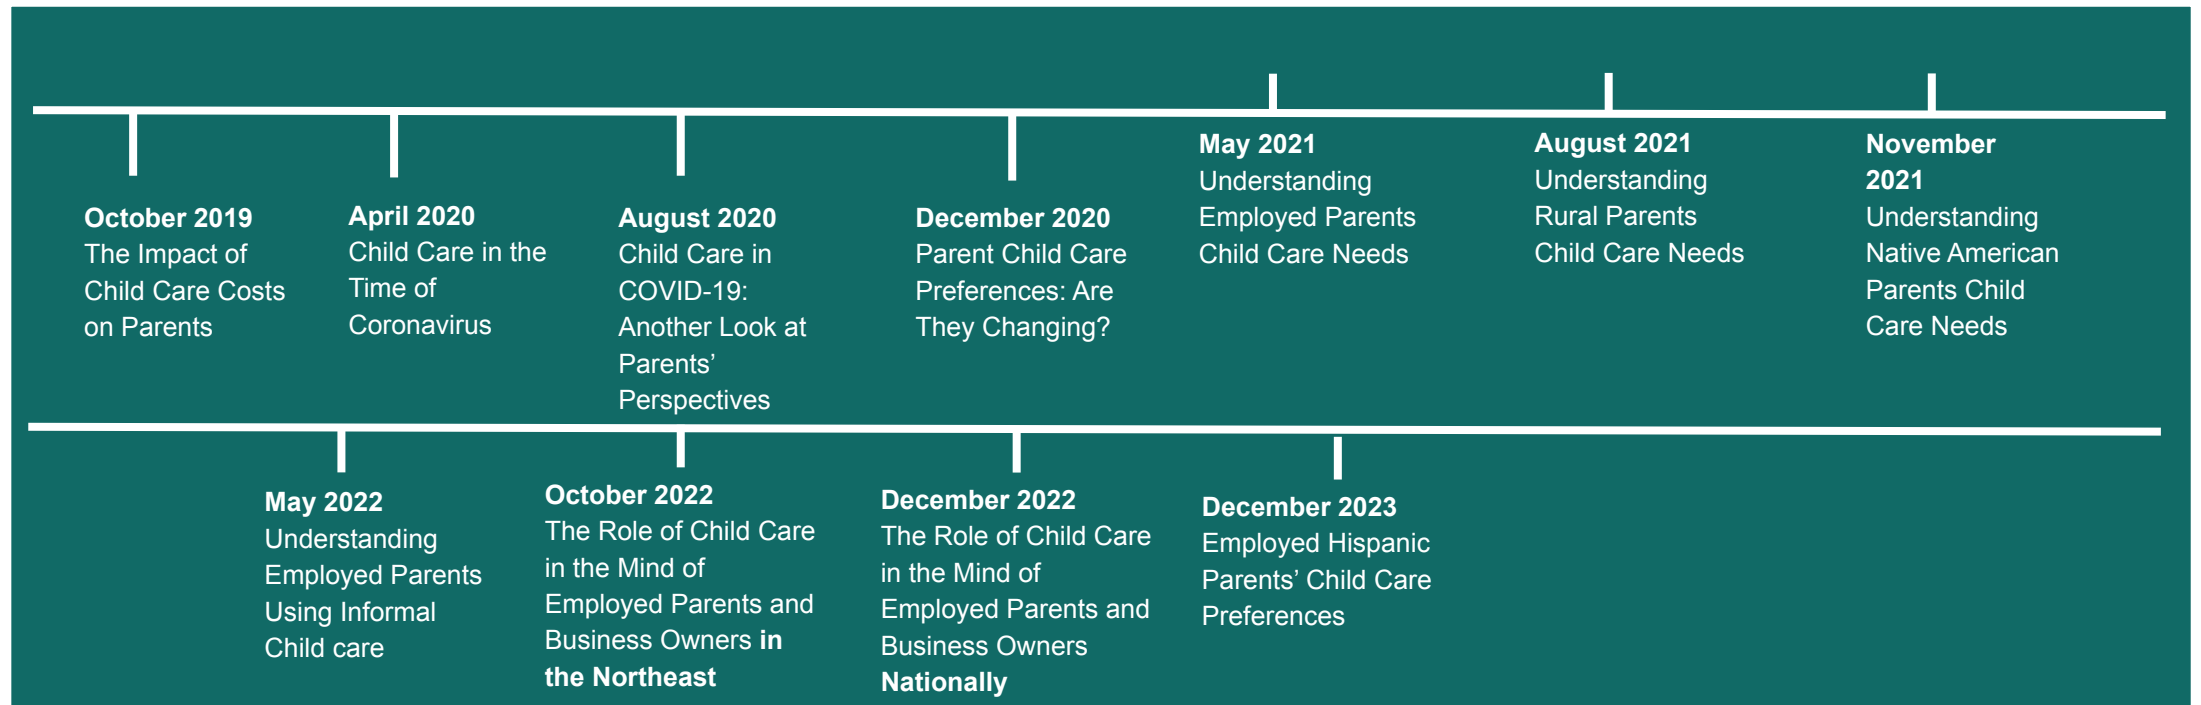 October 2019
The Impact of
Child Care Costs
on Parents
April 2020
Child Care in the
Time of
Coronavirus
August 2020
Child Care in
COVID-19:
Another Look at
Parents’
Perspectives
December 2020
Parent Child Care
Preferences: Are
They Changing?
May 2021
Understanding
Employed Parents
Child Care Needs
August 2021
Understanding
Rural Parents
Child Care Needs
November
2021
Understanding
Native American
Parents Child
Care Needs
May 2022
Understanding
Employed Parents
Using Informal
Child care
October 2022
The Role of Child Care
in the Mind of
Employed Parents and
Business Owners in
the Northeast
December 2022
The Role of Child Care
in the Mind of
Employed Parents and
Business Owners
Nationally
December 2023
Employed Hispanic
Parents’ Child Care
Preferences